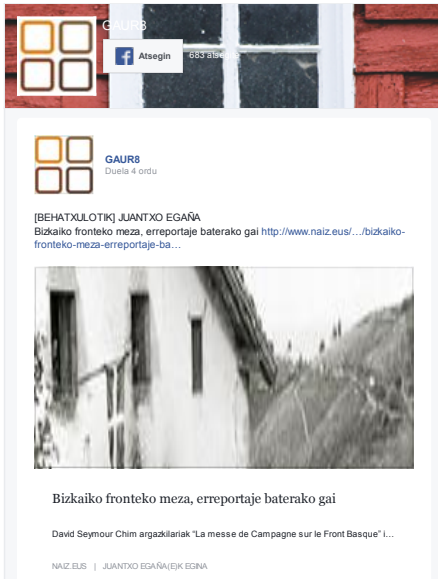 GAUR8
Atsegin
683 atsegite
GAUR8
Duela 4 ordu
[BEHATXULOTIK] JUANTXO EGAÑA
Bizkaiko fronteko meza, erreportaje baterako gai http://www.naiz.eus/…/bizkaiko-
fronteko-meza-erreportaje-ba…
Bizkaiko fronteko meza, erreportaje baterako gai
David Seymour Chim argazkilariak “La messe de Campagne sur le Front Basque” i…
NAIZ.EUS | JUANTXO EGAÑA(E)K EGINA